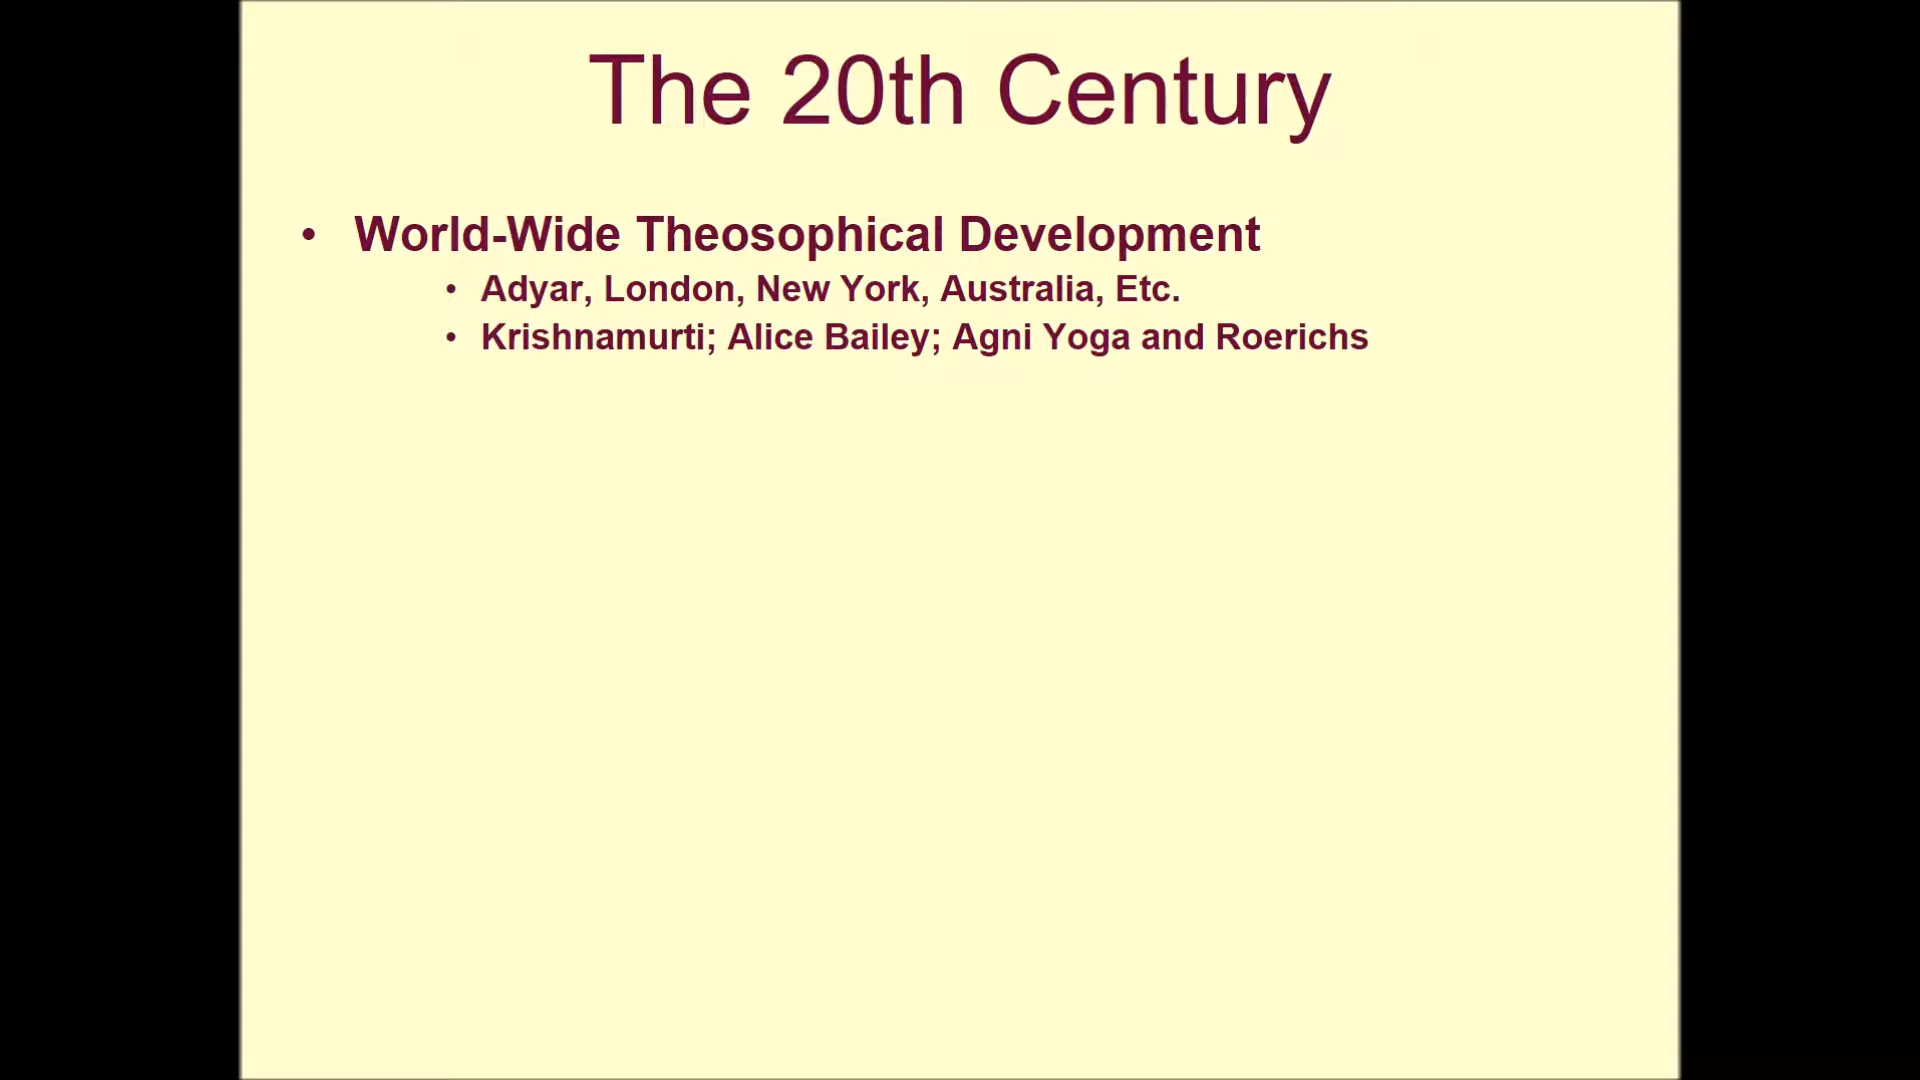 The 20th Century
• World-Wide Theosophical Development
• Adyar, London, New York, Australia, Etc.
• Krishnamurti; Alice Bailey; Agni Yoga and Roerichs